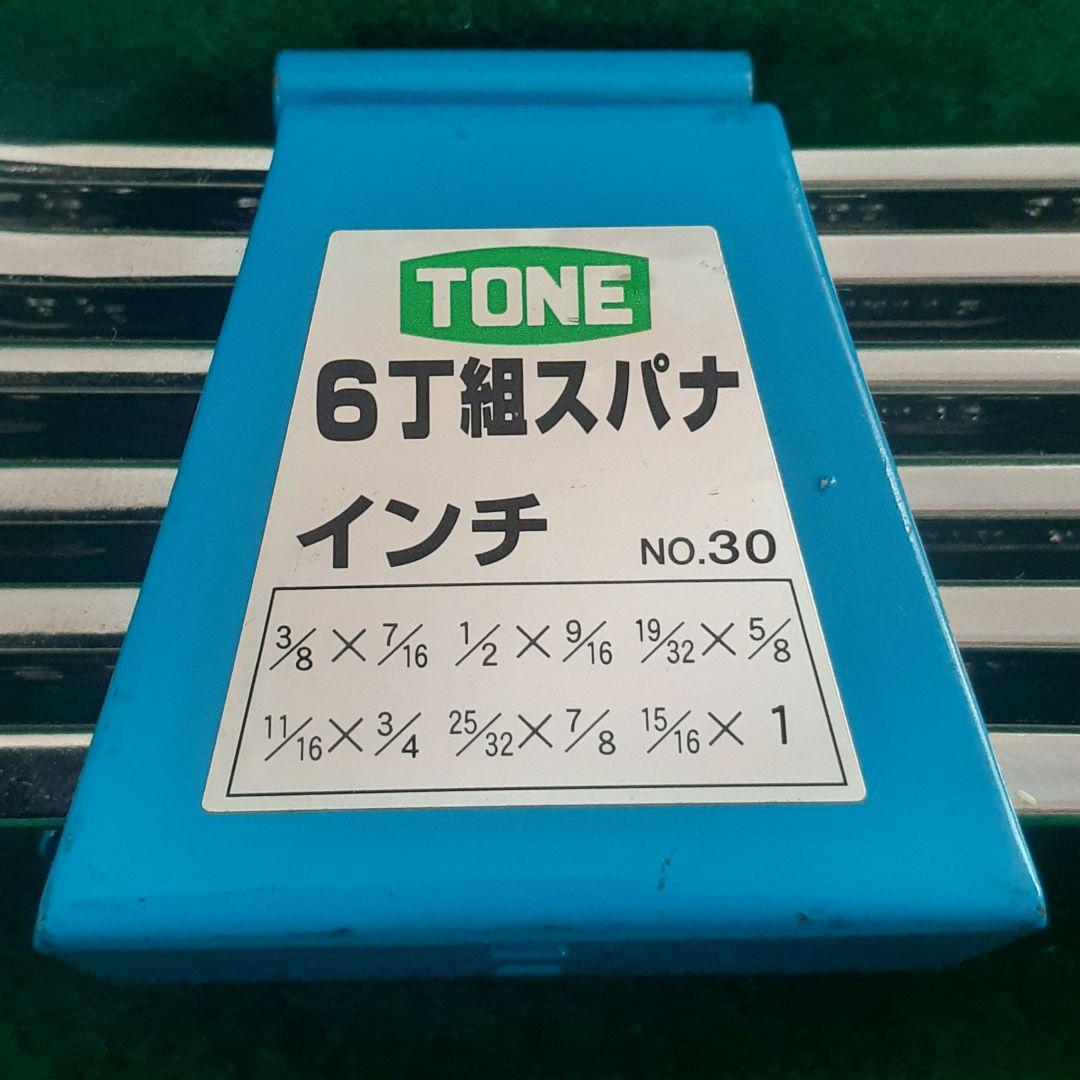 TONE
6丁組スパナ
インチ NO.30
3/8 × 7/16 1/2 × 9/16 19/32 × 5/8
11/16 × 3/4 25/32 × 7/8 15/16 × 1